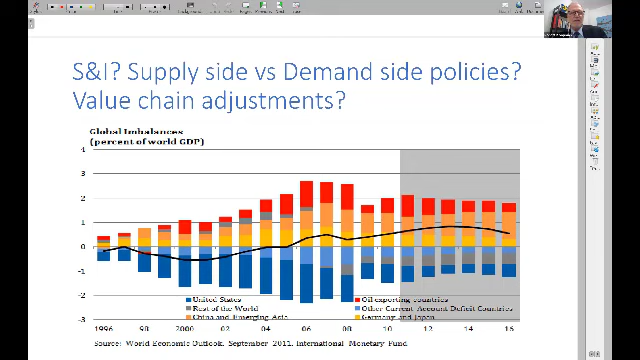 S&I? Supply side vs Demand side policies?
Value chain adjustments?
Global Imbalances
(percent of world GDP)
4
3
2
1
0
-1
-2
-3
United States
Oil exporting countries
Rest of the World
Other Current Account Deficit Countries
China and Emerging Asia
Germany and Japan
1996 98 2000 02 04 06 08 10 12 14 16
Source: World Economic Outlook. September 2011. International Monetary Fund